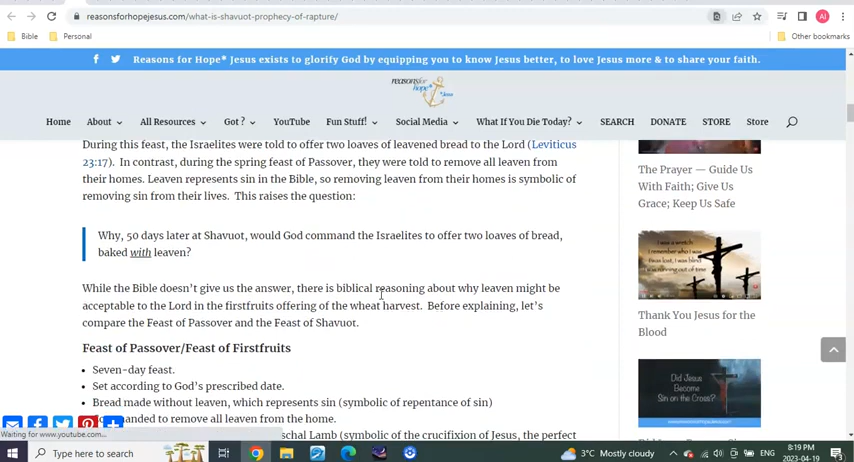 reasonsforhopejesus.com/what-is-shavuot-prophecy-of-rapture/
AI
Bible
Personal
Other bookmarks
Reasons for Hope* Jesus exists to glorify God by equipping you to know Jesus better, to love Jesus more & to share your faith.
reasonsfor
hope*
Jesus
Home
About
All Resources
Got ?
YouTube
Fun Stuff!
Social Media
What If You Die Today?
SEARCH
DONATE
STORE
Store
During this feast, the Israelites were told to offer two loaves of leavened bread to the Lord (Leviticus
23:17). In contrast, during the spring feast of Passover, they were told to remove all leaven from
their homes. Leaven represents sin in the Bible, so removing leaven from their homes is symbolic of
removing sin from their lives. This raises the question:
Why, 50 days later at Shavuot, would God command the Israelites to offer two loaves of bread,
baked with leaven?
While the Bible doesn't give us the answer, there is biblical reasoning about why leaven might be
acceptable to the Lord in the firstfruits offering of the wheat harvest. Before explaining, let's
compare the Feast of Passover and the Feast of Shavuot.
Feast of Passover/Feast of Firstfruits
• Seven-day feast.
• Set according to God's prescribed date.
• Bread made without leaven, which represents sin (symbolic of repentance of sin)
manded to remove all leaven from the home.
schal Lamb (symbolic of the crucifixion of Jesus, the perfect
The Prayer — Guide Us
With Faith; Give Us
Grace; Keep Us Safe
Thank You Jesus for the
Blood
Did Jesus
Become
Sin on the Cross?
Waiting for www.youtube.com...
Type here to search
3°C Mostly cloudy
ENG
8:19 PM
2023-04-19
3